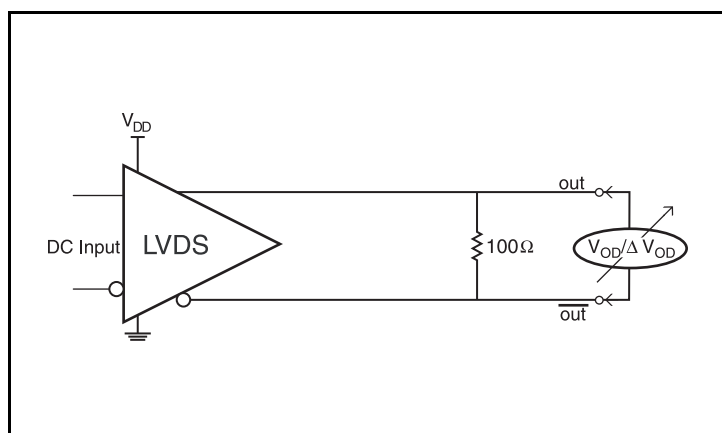 V_DD
out
DC Input
LVDS
100Ω
V_OD/Δ V_OD
out